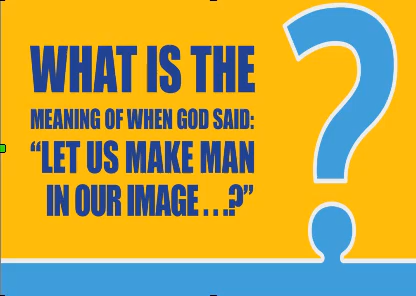 WHAT IS THE
MEANING OF WHEN GOD SAID:
“LET US MAKE MAN
IN OUR IMAGE . . .?”